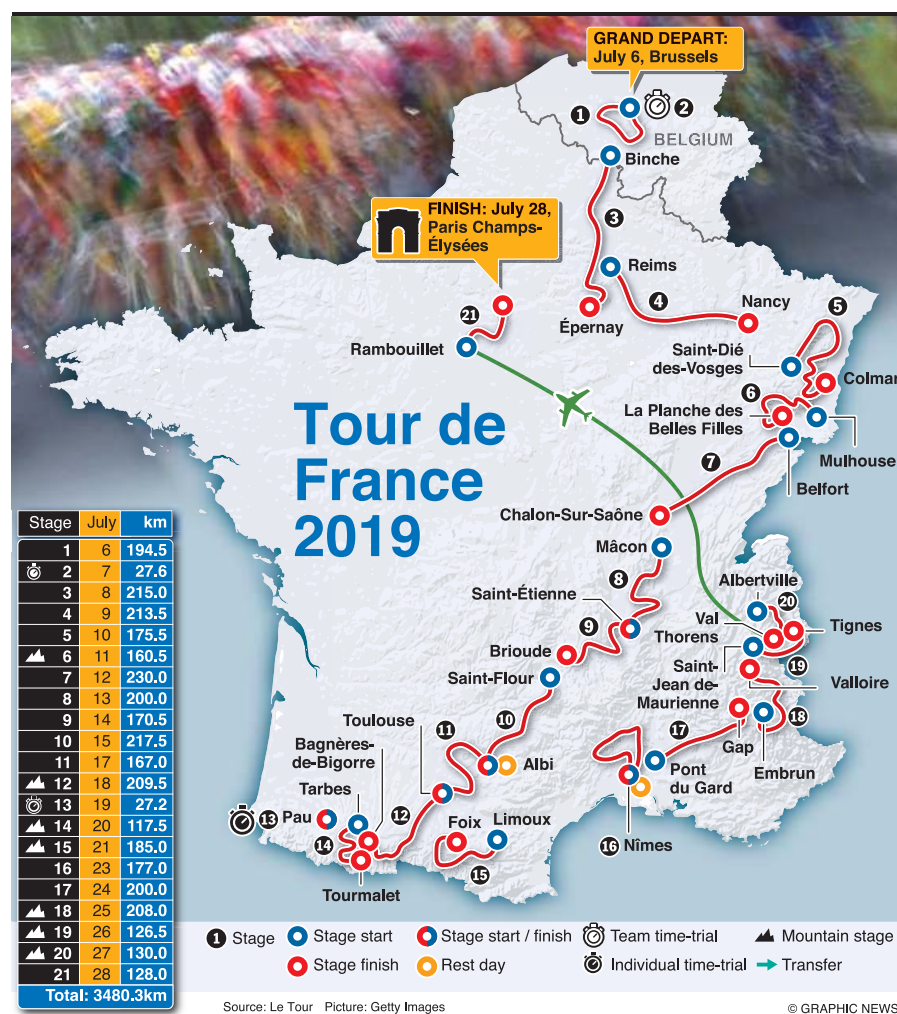 GRAND DEPART:
July 6, Brussels
1
2
BELGIUM
Binche
3
FINISH: July 28,
Paris Champs-
Élysées
Reims
4
Nancy
5
21
Épernay
Rambouillet
Saint-Dié
des-Vosges
Colmar
6
La Planche des
Belles Filles
Mulhouse
7
Belfort
Tour de
France
2019
Chalon-Sur-Saône
Mâcon
8
Albertville
20
Saint-Étienne
9
Val
Thorens
Tignes
Brioude
19
Saint-Flour
Saint-
Jean de-
Maurienne
Valloire
10
11
Toulouse
18
17
Gap
Bagnères-
de-Bigorre
Albi
Pont
du Gard
Embrun
Tarbes
13 Pau
12
Foix
Limoux
14
16 Nîmes
15
Tourmalet
Stage July km
1 6 194.5
2 7 27.6
3 8 215.0
4 9 213.5
5 10 175.5
6 11 160.5
7 12 230.0
8 13 200.0
9 14 170.5
10 15 217.5
11 17 167.0
12 18 209.5
13 19 27.2
14 20 117.5
15 21 185.0
16 23 177.0
17 24 200.0
18 25 208.0
19 26 126.5
20 27 130.0
21 28 128.0
Total: 3480.3km
1 Stage
Stage start
Stage start / finish
Team time-trial
Mountain stage
Stage finish
Rest day
Individual time-trial
Transfer
Source: Le Tour Picture: Getty Images
© GRAPHIC NEWS